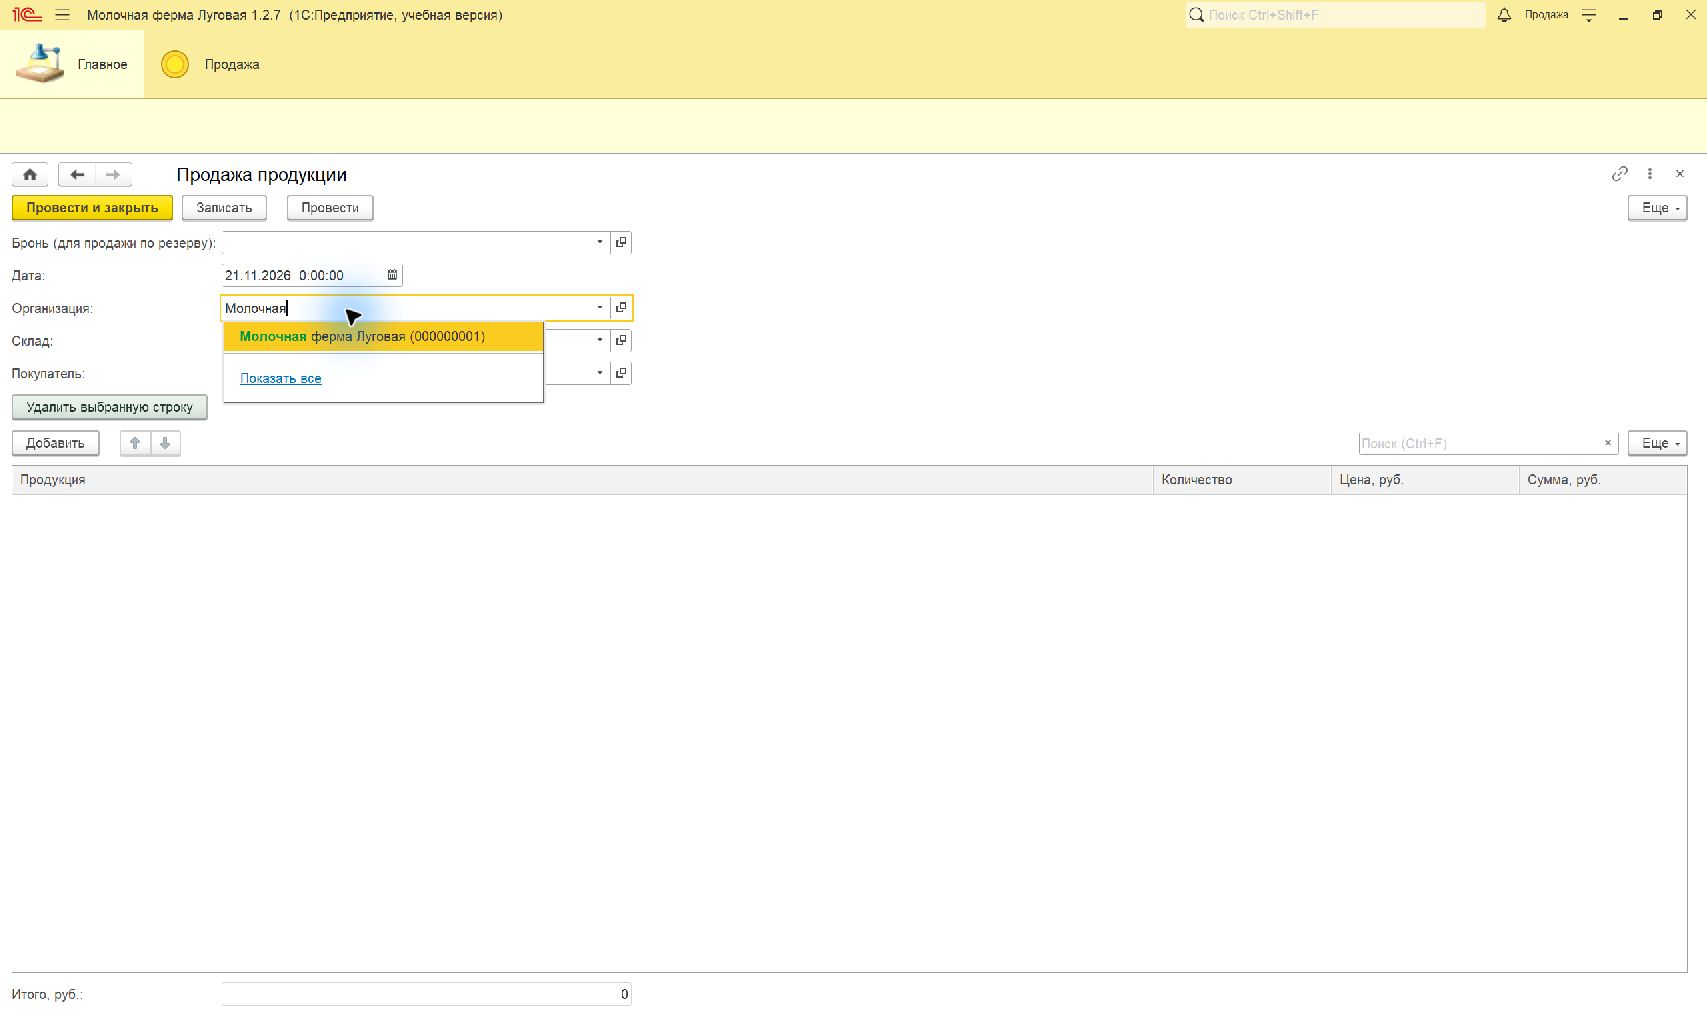 1С Молочная ферма Луговая 1.2.7 (1С:Предприятие, учебная версия) Поиск Ctrl+Shift+F Продажа
Главное Продажа
Продажа продукции
Провести и закрыть Записать Провести Еще
Бронь (для продажи по резерву):
Дата: 21.11.2026 0:00:00
Организация: Молочная
Молочная ферма Луговая (000000001)
Склад:
Показать все
Покупатель:
Удалить выбранную строку
Добавить Поиск (Ctrl+F) × Еще
Продукция Количество Цена, руб. Сумма, руб.
Итого, руб.: 0